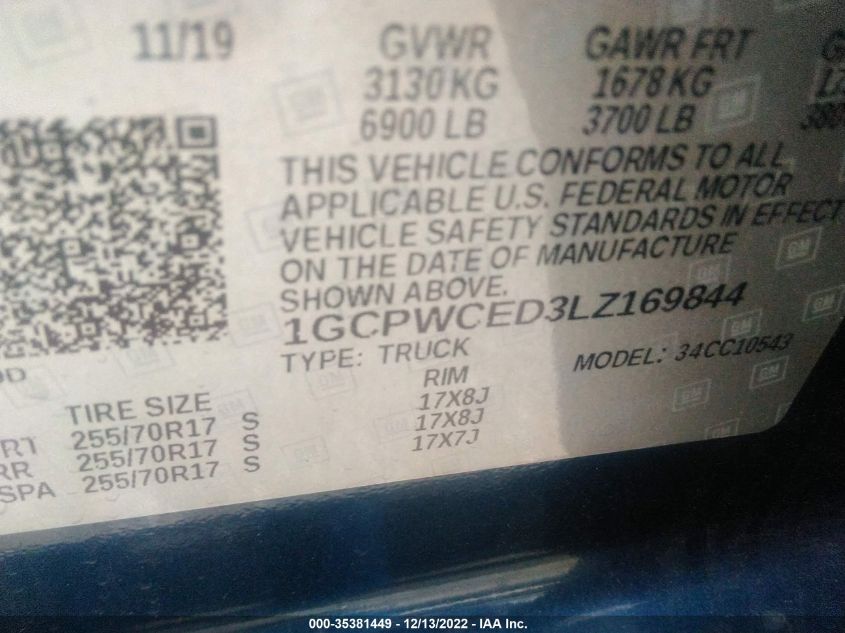 11/19 GVWR GAWR FRT
3130 KG 1678 KG
6900 LB 3700 LB
THIS VEHICLE CONFORMS TO ALL
APPLICABLE U.S. FEDERAL MOTOR
VEHICLE SAFETY STANDARDS IN EFFECT
ON THE DATE OF MANUFACTURE
SHOWN ABOVE.
1GCPWCED3LZ169844
TYPE: TRUCK MODEL: 34CC10543
TIRE SIZE RIM
RT 255/70R17 S 17X8J
RR 255/70R17 S 17X8J
SPA 255/70R17 S 17X7J
000-35381449 - 12/13/2022 - IAA Inc.